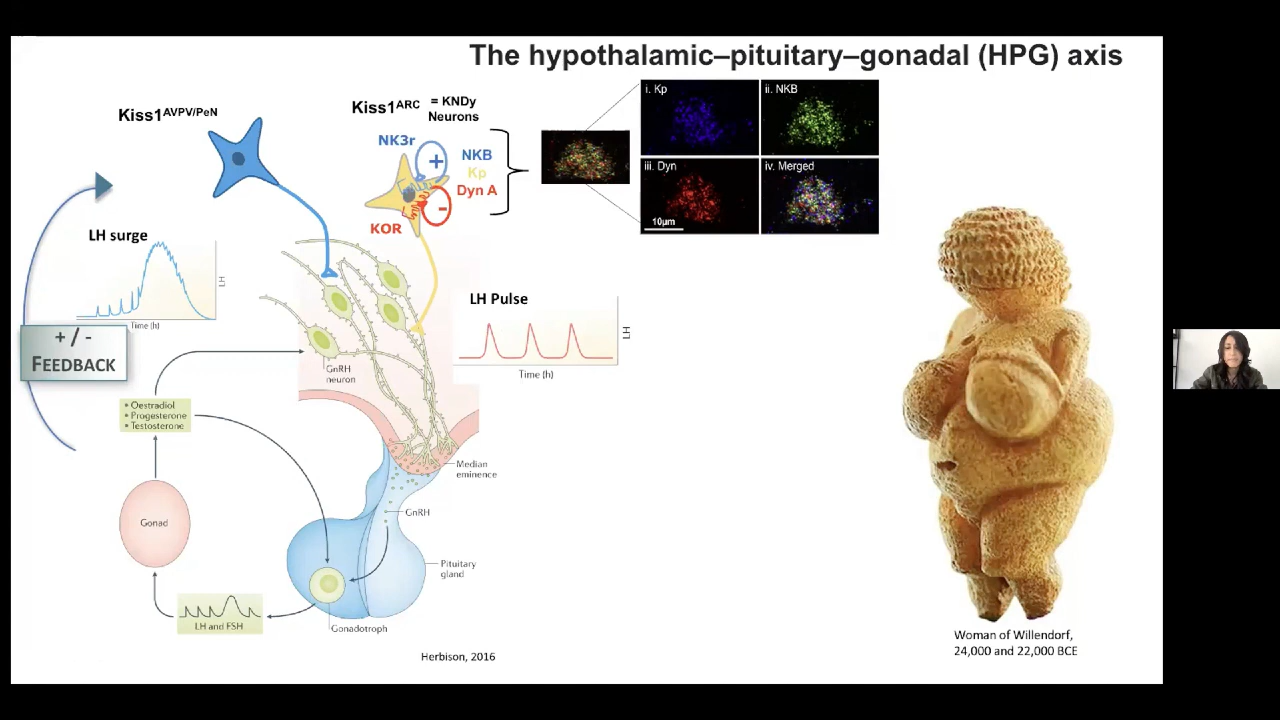 The hypothalamic–pituitary–gonadal (HPG) axis
Kiss1AVPV/PeN
Kiss1ARC
= KNDy
Neurons
NK3r
+
NKB
Kp
Dyn A
-
KOR
i. Kp
ii. NKB
iii. Dyn
iv. Merged
10µm
LH surge
LH
Time (h)
+ / -
FEEDBACK
LH Pulse
LH
Time (h)
GnRH
neuron
• Oestradiol
• Progesterone
• Testosterone
Median
eminence
Gonad
GnRH
Pituitary
gland
LH and FSH
Gonadotroph
Herbison, 2016
Woman of Willendorf,
24,000 and 22,000 BCE